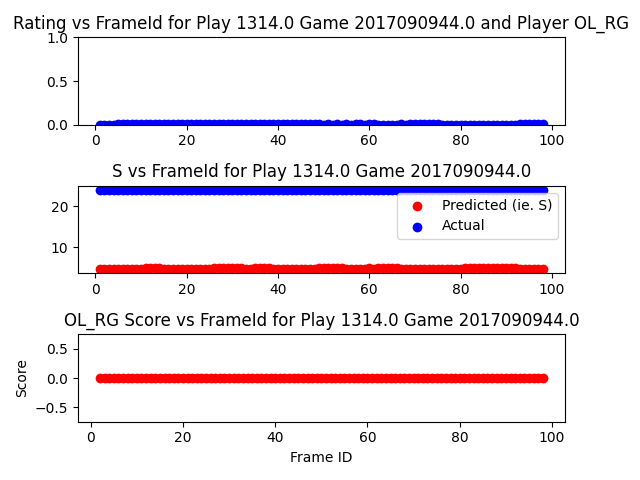 Rating vs FrameId for Play 1314.0 Game 2017090944.0 and Player OL_RG
1.0
0.5
0.0
0 20 40 60 80 100
S vs FrameId for Play 1314.0 Game 2017090944.0
20
10
Predicted (ie. S)
Actual
0 20 40 60 80 100
OL_RG Score vs FrameId for Play 1314.0 Game 2017090944.0
Score
0.5
0.0
−0.5
0 20 40 60 80 100
Frame ID